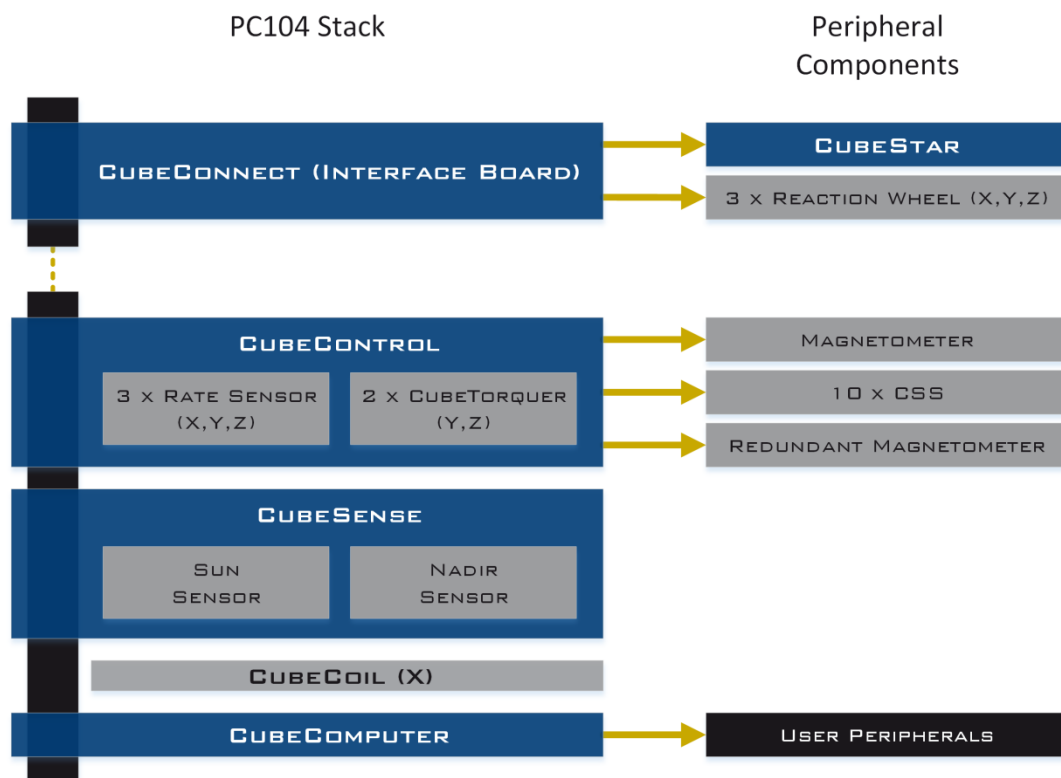 PC104 Stack
Peripheral
Components
CubeConnect (Interface Board)
CubeStar
3 x Reaction Wheel (X,Y,Z)
CubeControl
3 x Rate Sensor
(X,Y,Z)
2 x CubeTorquer
(Y,Z)
Magnetometer
10 x CSS
Redundant Magnetometer
CubeSense
Sun
Sensor
Nadir
Sensor
CubeCoil (X)
CubeComputer
User Peripherals